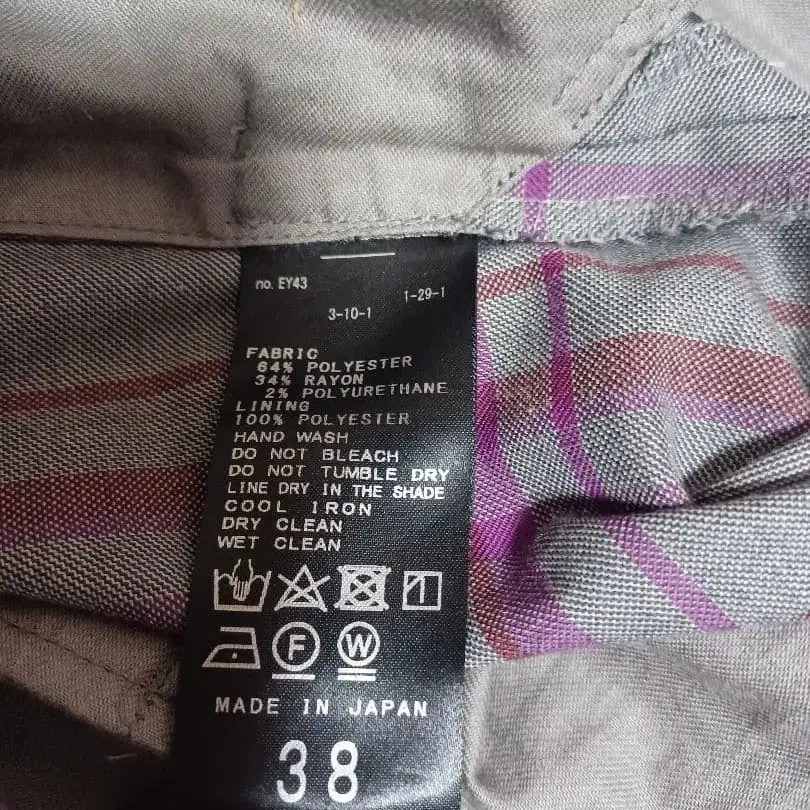 no. EY43
1-29-1
3-10-1
FABRIC
64% POLYESTER
34% RAYON
2% POLYURETHANE
LINING
100% POLYESTER
HAND WASH
DO NOT BLEACH
DO NOT TUMBLE DRY
LINE DRY IN THE SHADE
COOL IRON
DRY CLEAN
WET CLEAN
F W
MADE IN JAPAN
38